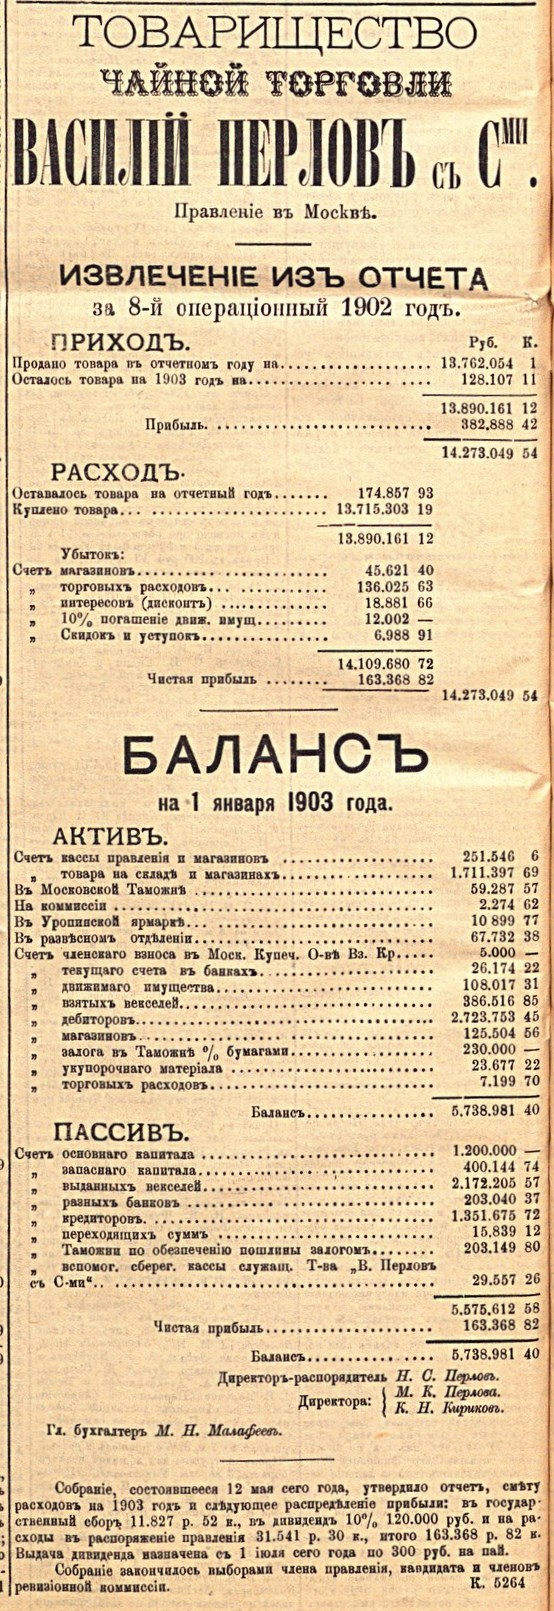 ТОВАРИЩЕСТВО
ЧАЙНОЙ ТОРГОВЛИ
ВАСИЛІЙ ПЕРЛОВЪ съ СМИ.
Правленіе въ Москвѣ.
ИЗВЛЕЧЕНІЕ ИЗЪ ОТЧЕТА
за 8-й операціонный 1902 годъ.
ПРИХОДЪ. Руб. К.
Продано товара въ отчетномъ году на 13.762.054 1
Осталось товара на 1903 годъ на 128.107 11
13.890.161 12
Прибыль 382.888 42
14.273.049 54
РАСХОДЪ.
Оставалось товара на отчетный годъ 174.857 93
Куплено товара 13.715.303 19
13.890.161 12
Убытокъ:
Счетъ магазиновъ 45.621 40
„ торговыхъ расходовъ 136.025 63
„ интересовъ (дисконтъ) 18.881 66
„ 10% погашеніе движ. имущ. 12.002 —
„ Скидокъ и уступокъ 6.988 91
14.109.680 72
Чистая прибыль 163.368 82
14.273.049 54
БАЛАНСЪ
на 1 января 1903 года.
АКТИВЪ.
Счетъ кассы правленія и магазиновъ 251.546 6
„ товара на складѣ и магазинахъ 1.711.397 69
Въ Московской Таможнѣ 59.287 57
На коммиссіи 2.274 62
Въ Уропинской ярмаркѣ 10 899 77
Въ развѣсномъ отдѣленіи 67.732 38
Счетъ членскаго взноса въ Моск. Купеч. О-вѣ Вз. Кр. 5.000 —
„ текущаго счета въ банкахъ 26.174 22
„ движимаго имущества 108.017 31
„ взятыхъ векселей 386.516 85
„ дебиторовъ 2.723.753 45
„ магазиновъ 125.504 56
„ залога въ Таможнѣ % бумагами 230.000 —
„ укупорочнаго матеріала 23.677 22
„ торговыхъ расходовъ 7.199 70
Балансъ 5.738.981 40
ПАССИВЪ.
Счетъ основнаго капитала 1.200.000 —
„ запаснаго капитала 400.144 74
„ выданныхъ векселей 2.172.205 57
„ разныхъ банковъ 203.040 37
„ кредиторовъ 1.351.675 72
„ переходящихъ суммъ 15.839 12
„ Таможни по обезпеченію пошлины залогомъ 203.149 80
„ вспомог. сберег. кассы служащ. Т-ва „В. Перловъ
съ С-ми“ 29.557 26
5.575.612 58
Чистая прибыль 163.368 82
Балансъ 5.738.981 40
Директоръ-распорядитель Н. С. Перловъ.
Директора: { М. К. Перлова.
К. Н. Кириковъ.
Гл. бухгалтеръ М. Н. Малафеевъ.
Собраніе, состоявшееся 12 мая сего года, утвердило отчетъ, смѣту
расходовъ на 1903 годъ и слѣдующее распредѣленіе прибыли: въ государ-
ственный сборъ 11.827 р. 52 к., въ дивидендъ 10% 120.000 руб. и на ра-
сходы въ распоряженіе правленія 31.541 р. 30 к., итого 163.368 р. 82 к.
Выдача дивиденда назначена съ 1 іюля сего года по 300 руб. на пай.
Собраніе закончилось выборами члена правленія, кандидата и членовъ
ревизіонной коммиссіи. К. 5264